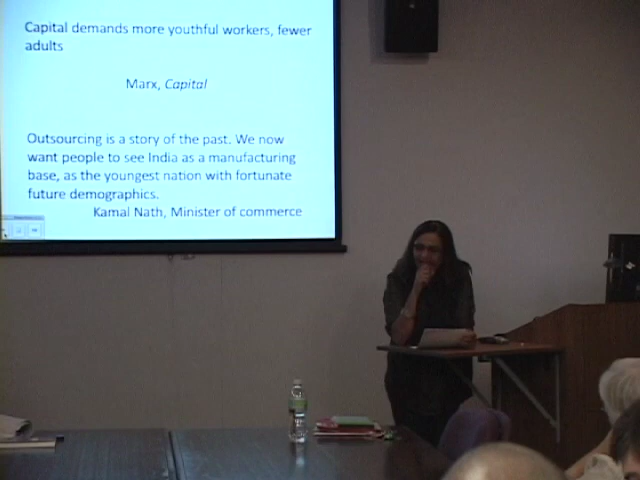 Capital demands more youthful workers, fewer
adults
Marx, Capital
Outsourcing is a story of the past. We now
want people to see India as a manufacturing
base, as the youngest nation with fortunate
future demographics.
Kamal Nath, Minister of commerce